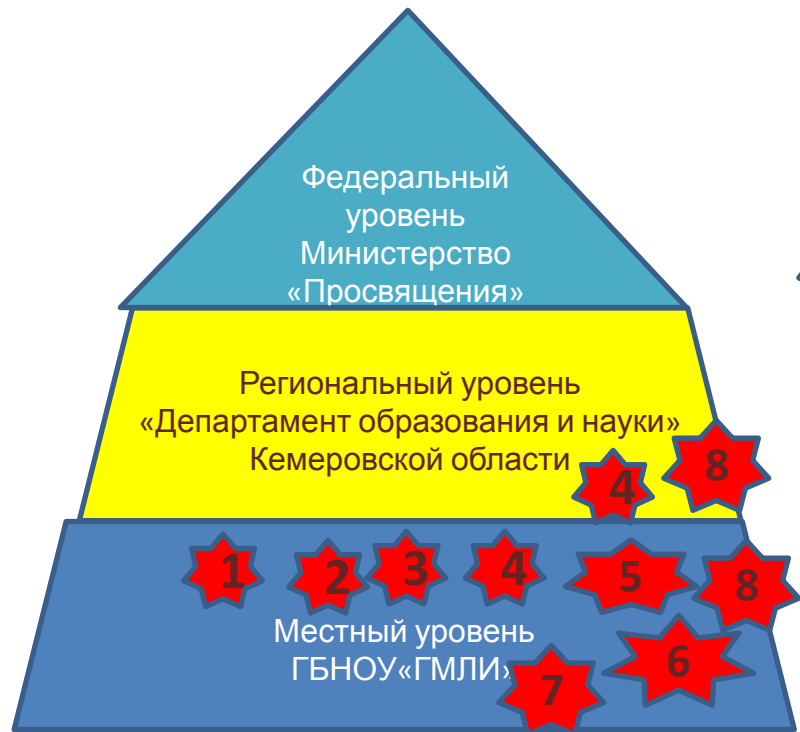 Федеральный
уровень
Министерство
«Просвящения»
Региональный уровень
«Департамент образования и науки»
Кемеровской области
4
8
1
2
3
4
5
8
Местный уровень
ГБНОУ«ГМЛИ»
6
7